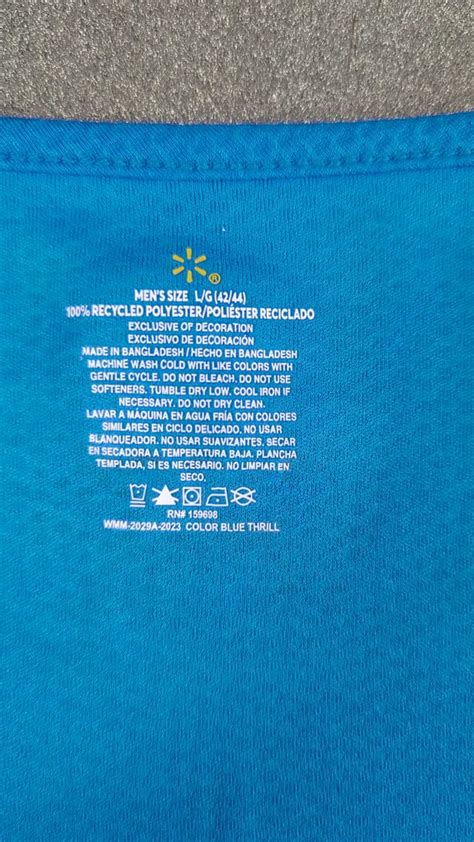 ®
MEN'S SIZE L/G (42/44)
100% RECYCLED POLYESTER/POLIÉSTER RECICLADO
EXCLUSIVE OF DECORATION
EXCLUSIVO DE DECORACIÓN
MADE IN BANGLADESH / HECHO EN BANGLADESH
MACHINE WASH COLD WITH LIKE COLORS WITH
GENTLE CYCLE. DO NOT BLEACH. DO NOT USE
SOFTENERS. TUMBLE DRY LOW. COOL IRON IF
NECESSARY. DO NOT DRY CLEAN.
LAVAR A MÁQUINA EN AGUA FRÍA CON COLORES
SIMILARES EN CICLO DELICADO. NO USAR
BLANQUEADOR. NO USAR SUAVIZANTES. SECAR
EN SECADORA A TEMPERATURA BAJA. PLANCHA
TEMPLADA, SI ES NECESARIO. NO LIMPIAR EN
SECO.
RN# 159698
WMM-2029A-2023 COLOR BLUE THRILL